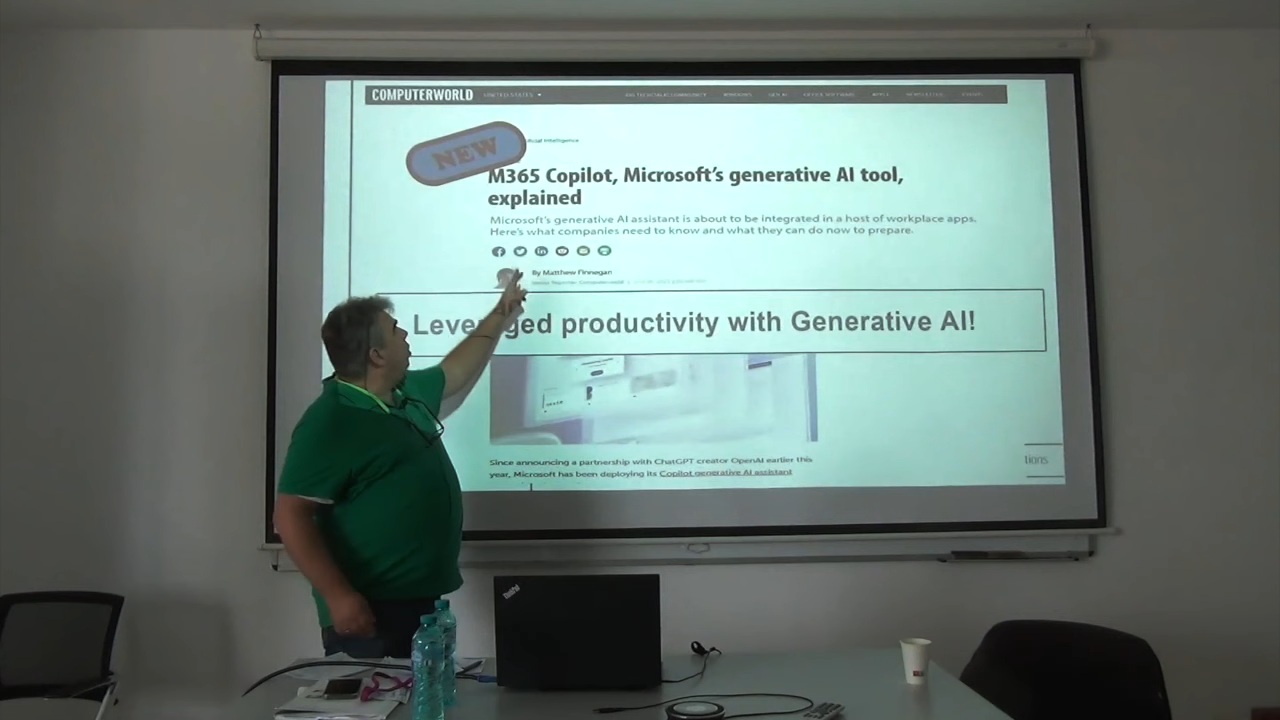 COMPUTERWORLD UNITED STATES
NEW
M365 Copilot, Microsoft's generative AI tool,
explained
Microsoft's generative AI assistant is about to be integrated in a host of workplace apps.
Here's what companies need to know and what they can do now to prepare.
By Matthew Finnegan
productivity with Generative AI!
Since announcing a partnership with ChatGPT creator OpenAI earlier this
year, Microsoft has been deploying its Copilot generative AI assistant
tions
ThinkPad